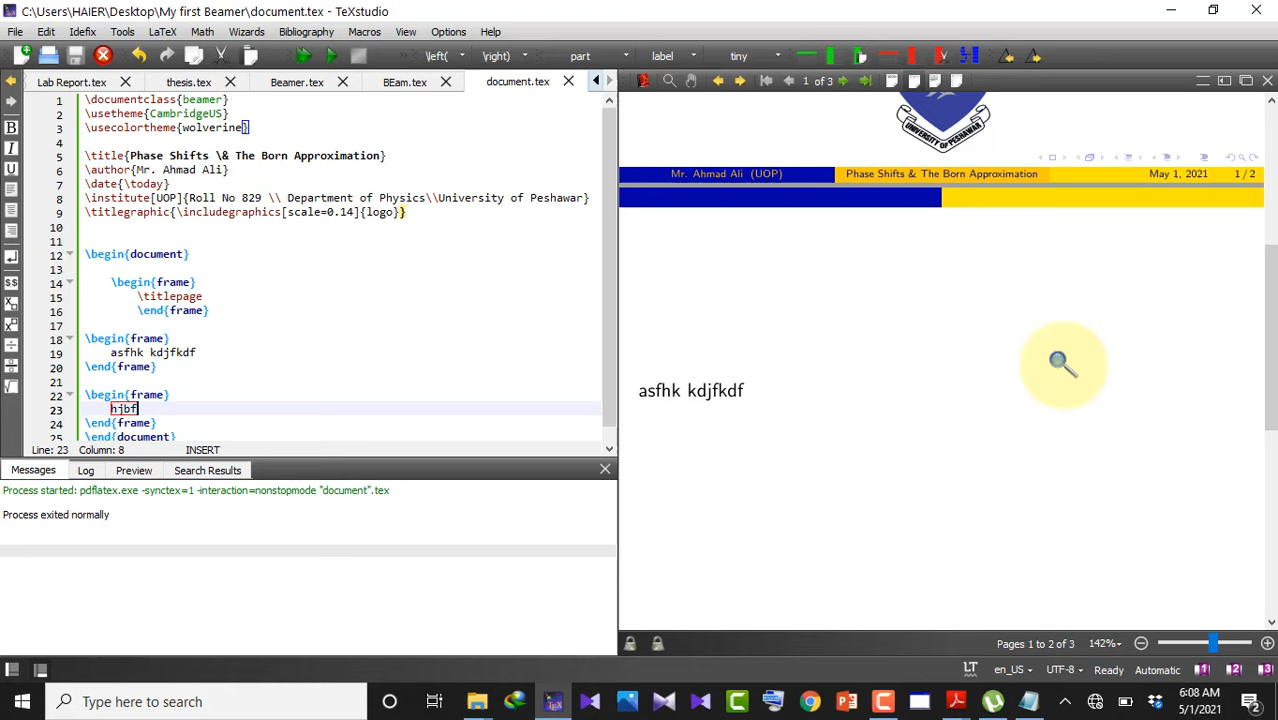 C:\Users\HAIER\Desktop\My first Beamer\document.tex - TeXstudio
File Edit Idefix Tools LaTeX Math Wizards Bibliography Macros View Options Help
\left( \right) part label tiny
Lab Report.tex thesis.tex Beamer.tex BEam.tex document.tex 1 of 3
1 \documentclass{beamer}
2 \usetheme{CambridgeUS}
3 \usecolortheme{wolverine}
4
5 \title{Phase Shifts \& The Born Approximation}
6 \author{Mr. Ahmad Ali}
7 \date{\today}
8 \institute[UOP]{Roll No 829 \\ Department of Physics\\University of Peshawar}
9 \titlegraphic{\includegraphics[scale=0.14]{logo}}
10
11
12 \begin{document}
13
14 \begin{frame}
15 \titlepage
16 \end{frame}
17
18 \begin{frame}
19 asfhk kdjfkdf
20 \end{frame}
21
22 \begin{frame}
23 hjbf
24 \end{frame}
25 \end{document}
Line: 23 Column: 8 INSERT
Messages Log Preview Search Results
Process started: pdflatex.exe -synctex=1 -interaction=nonstopmode "document".tex
Process exited normally
UNIVERSITY OF PESHAWAR
Mr. Ahmad Ali (UOP) Phase Shifts & The Born Approximation May 1, 2021 1 / 2
asfhk kdjfkdf
Pages 1 to 2 of 3 142%
LT en_US UTF-8 Ready Automatic 1 2 3
Type here to search
6:08 AM
5/1/2021
2